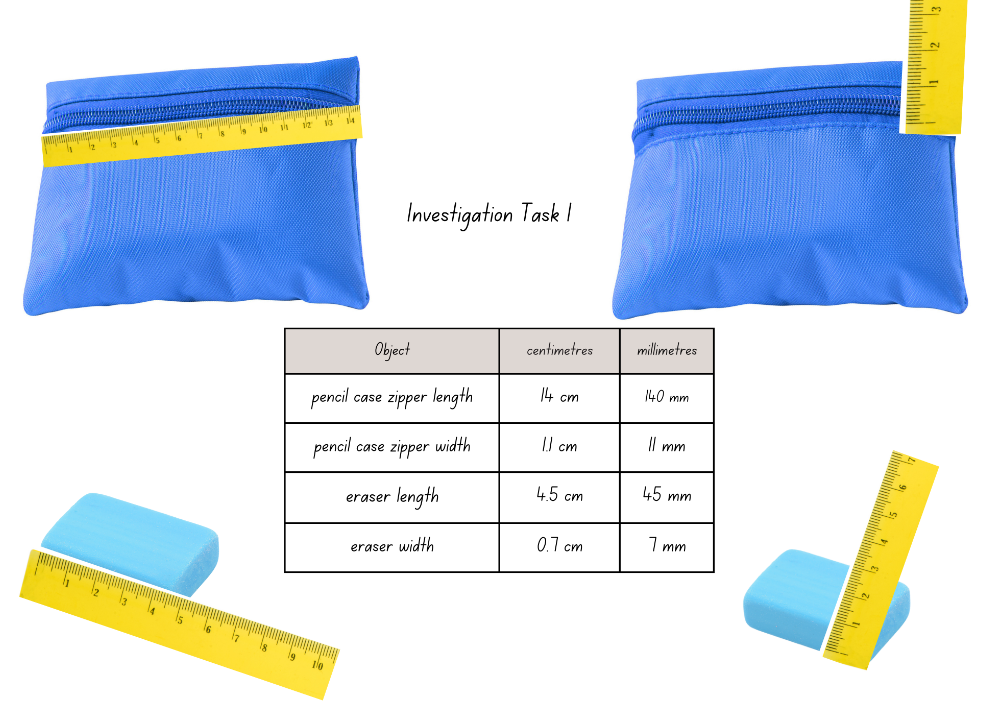 3
2
1
1 2 3 4 5 6 7 8 9 10 11 12 13 14
Investigation Task 1
Object centimetres millimetres
pencil case zipper length 14 cm 140 mm
pencil case zipper width 1.1 cm 11 mm
eraser length 4.5 cm 45 mm
eraser width 0.7 cm 7 mm
1 2 3 4 5 6 7 8 9 10
7
6
5
4
3
2
1